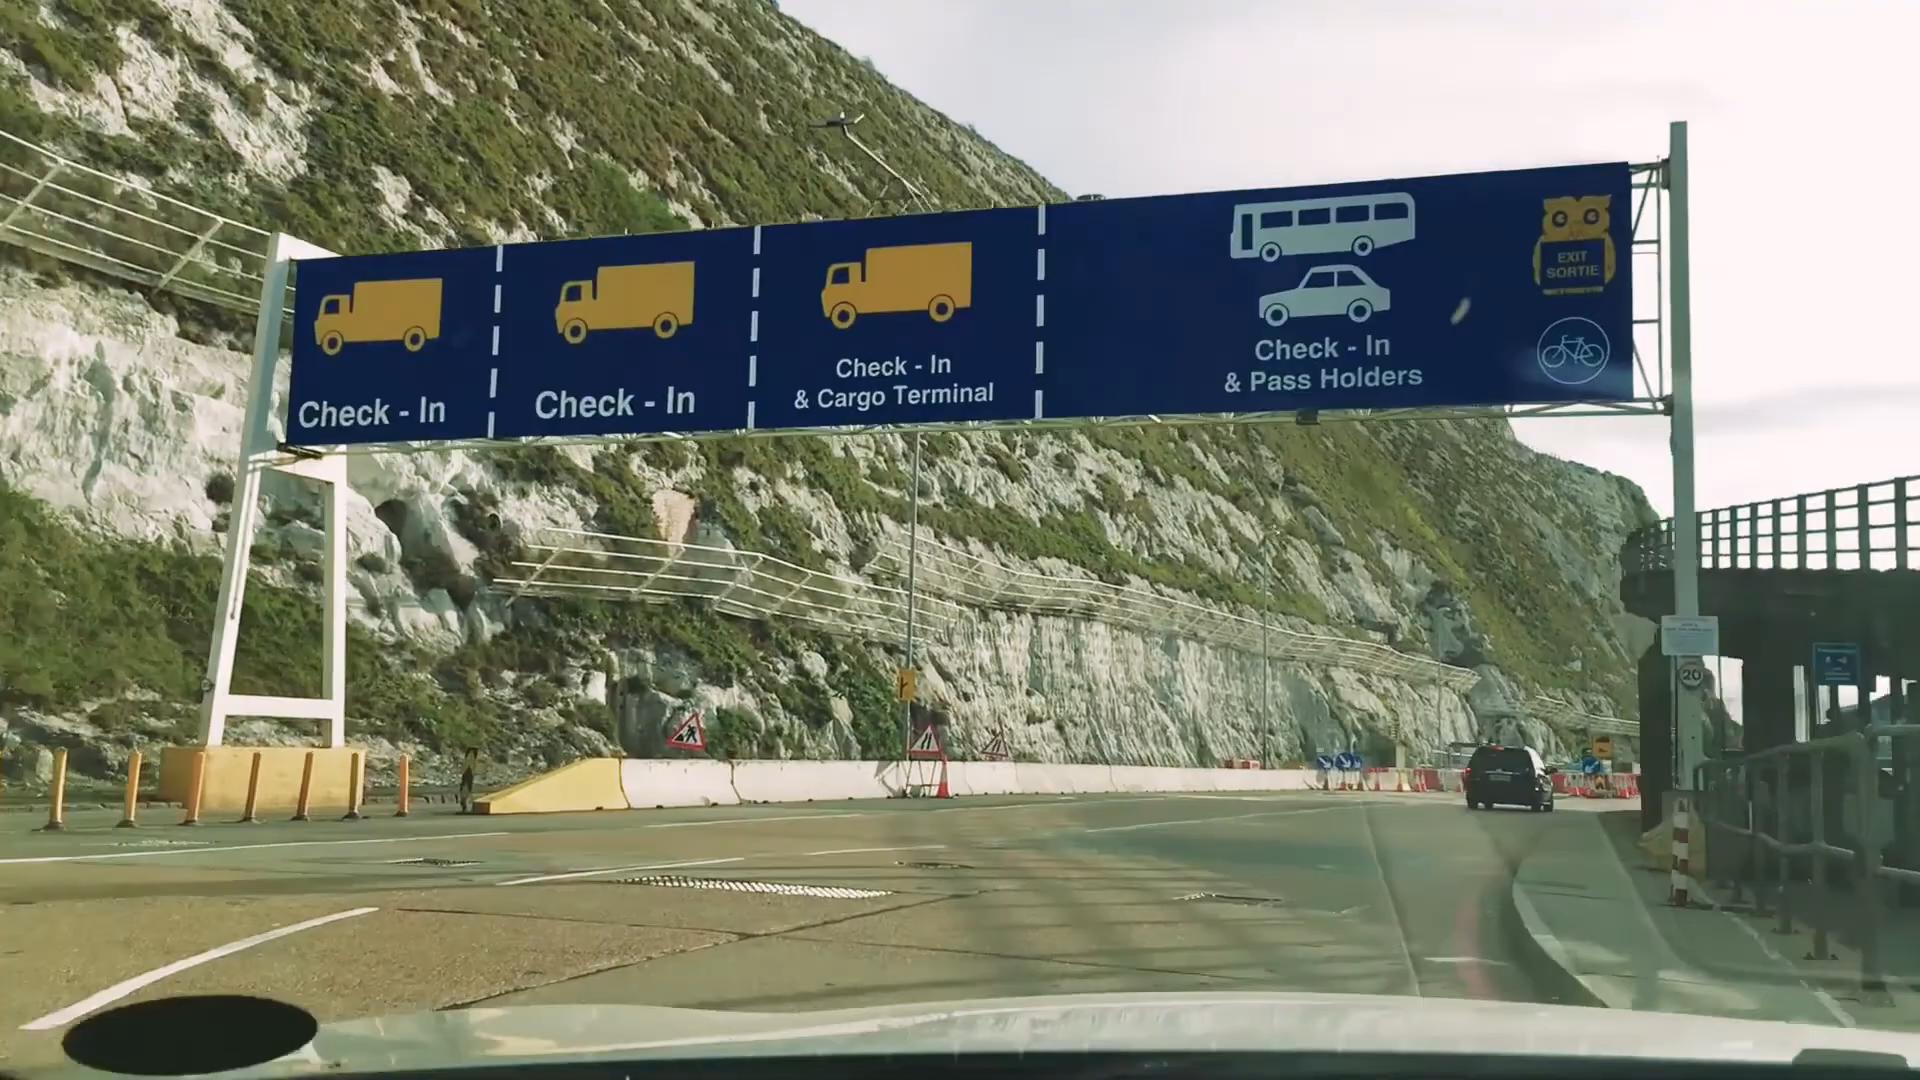 Check - In
Check - In
Check - In
& Cargo Terminal
Check - In
& Pass Holders
EXIT
SORTIE
20